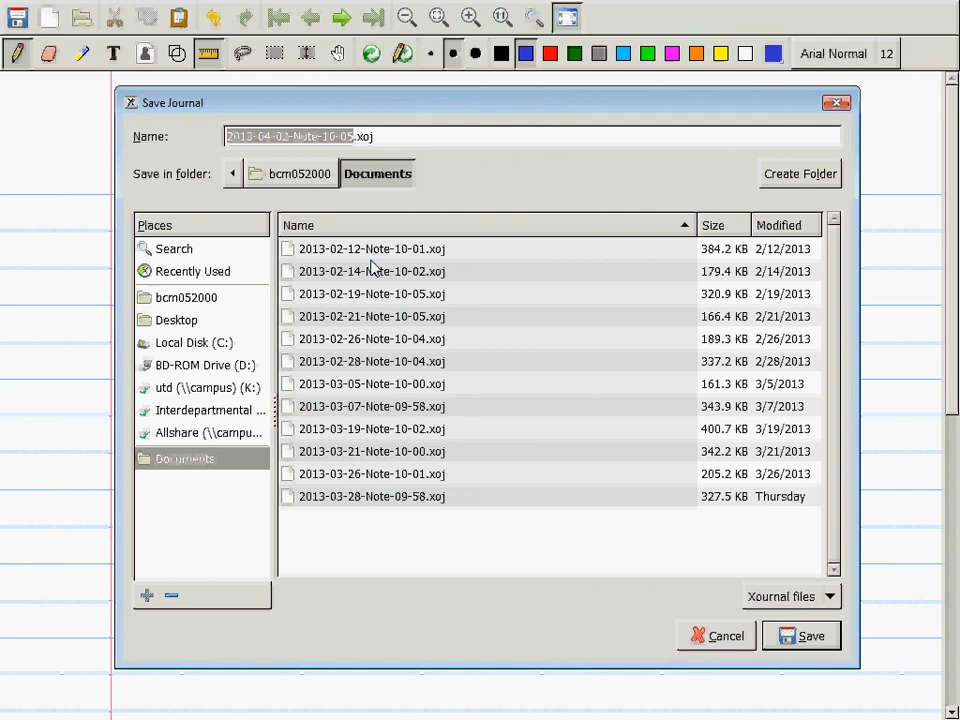 T
Arial Normal 12
Save Journal
Name: 2013-04-02-Note-10-05.xoj
Save in folder: bcm052000 Documents Create Folder
Places
Search
Recently Used
bcm052000
Desktop
Local Disk (C:)
BD-ROM Drive (D:)
utd (\\campus) (K:)
Interdepartmental ...
Allshare (\\campu...
Documents
Name Size Modified
2013-02-12-Note-10-01.xoj 384.2 KB 2/12/2013
2013-02-14-Note-10-02.xoj 179.4 KB 2/14/2013
2013-02-19-Note-10-05.xoj 320.9 KB 2/19/2013
2013-02-21-Note-10-05.xoj 166.4 KB 2/21/2013
2013-02-26-Note-10-04.xoj 189.3 KB 2/26/2013
2013-02-28-Note-10-04.xoj 337.2 KB 2/28/2013
2013-03-05-Note-10-00.xoj 161.3 KB 3/5/2013
2013-03-07-Note-09-58.xoj 343.9 KB 3/7/2013
2013-03-19-Note-10-02.xoj 400.7 KB 3/19/2013
2013-03-21-Note-10-00.xoj 342.2 KB 3/21/2013
2013-03-26-Note-10-01.xoj 205.2 KB 3/26/2013
2013-03-28-Note-09-58.xoj 327.5 KB Thursday
Xournal files
Cancel Save